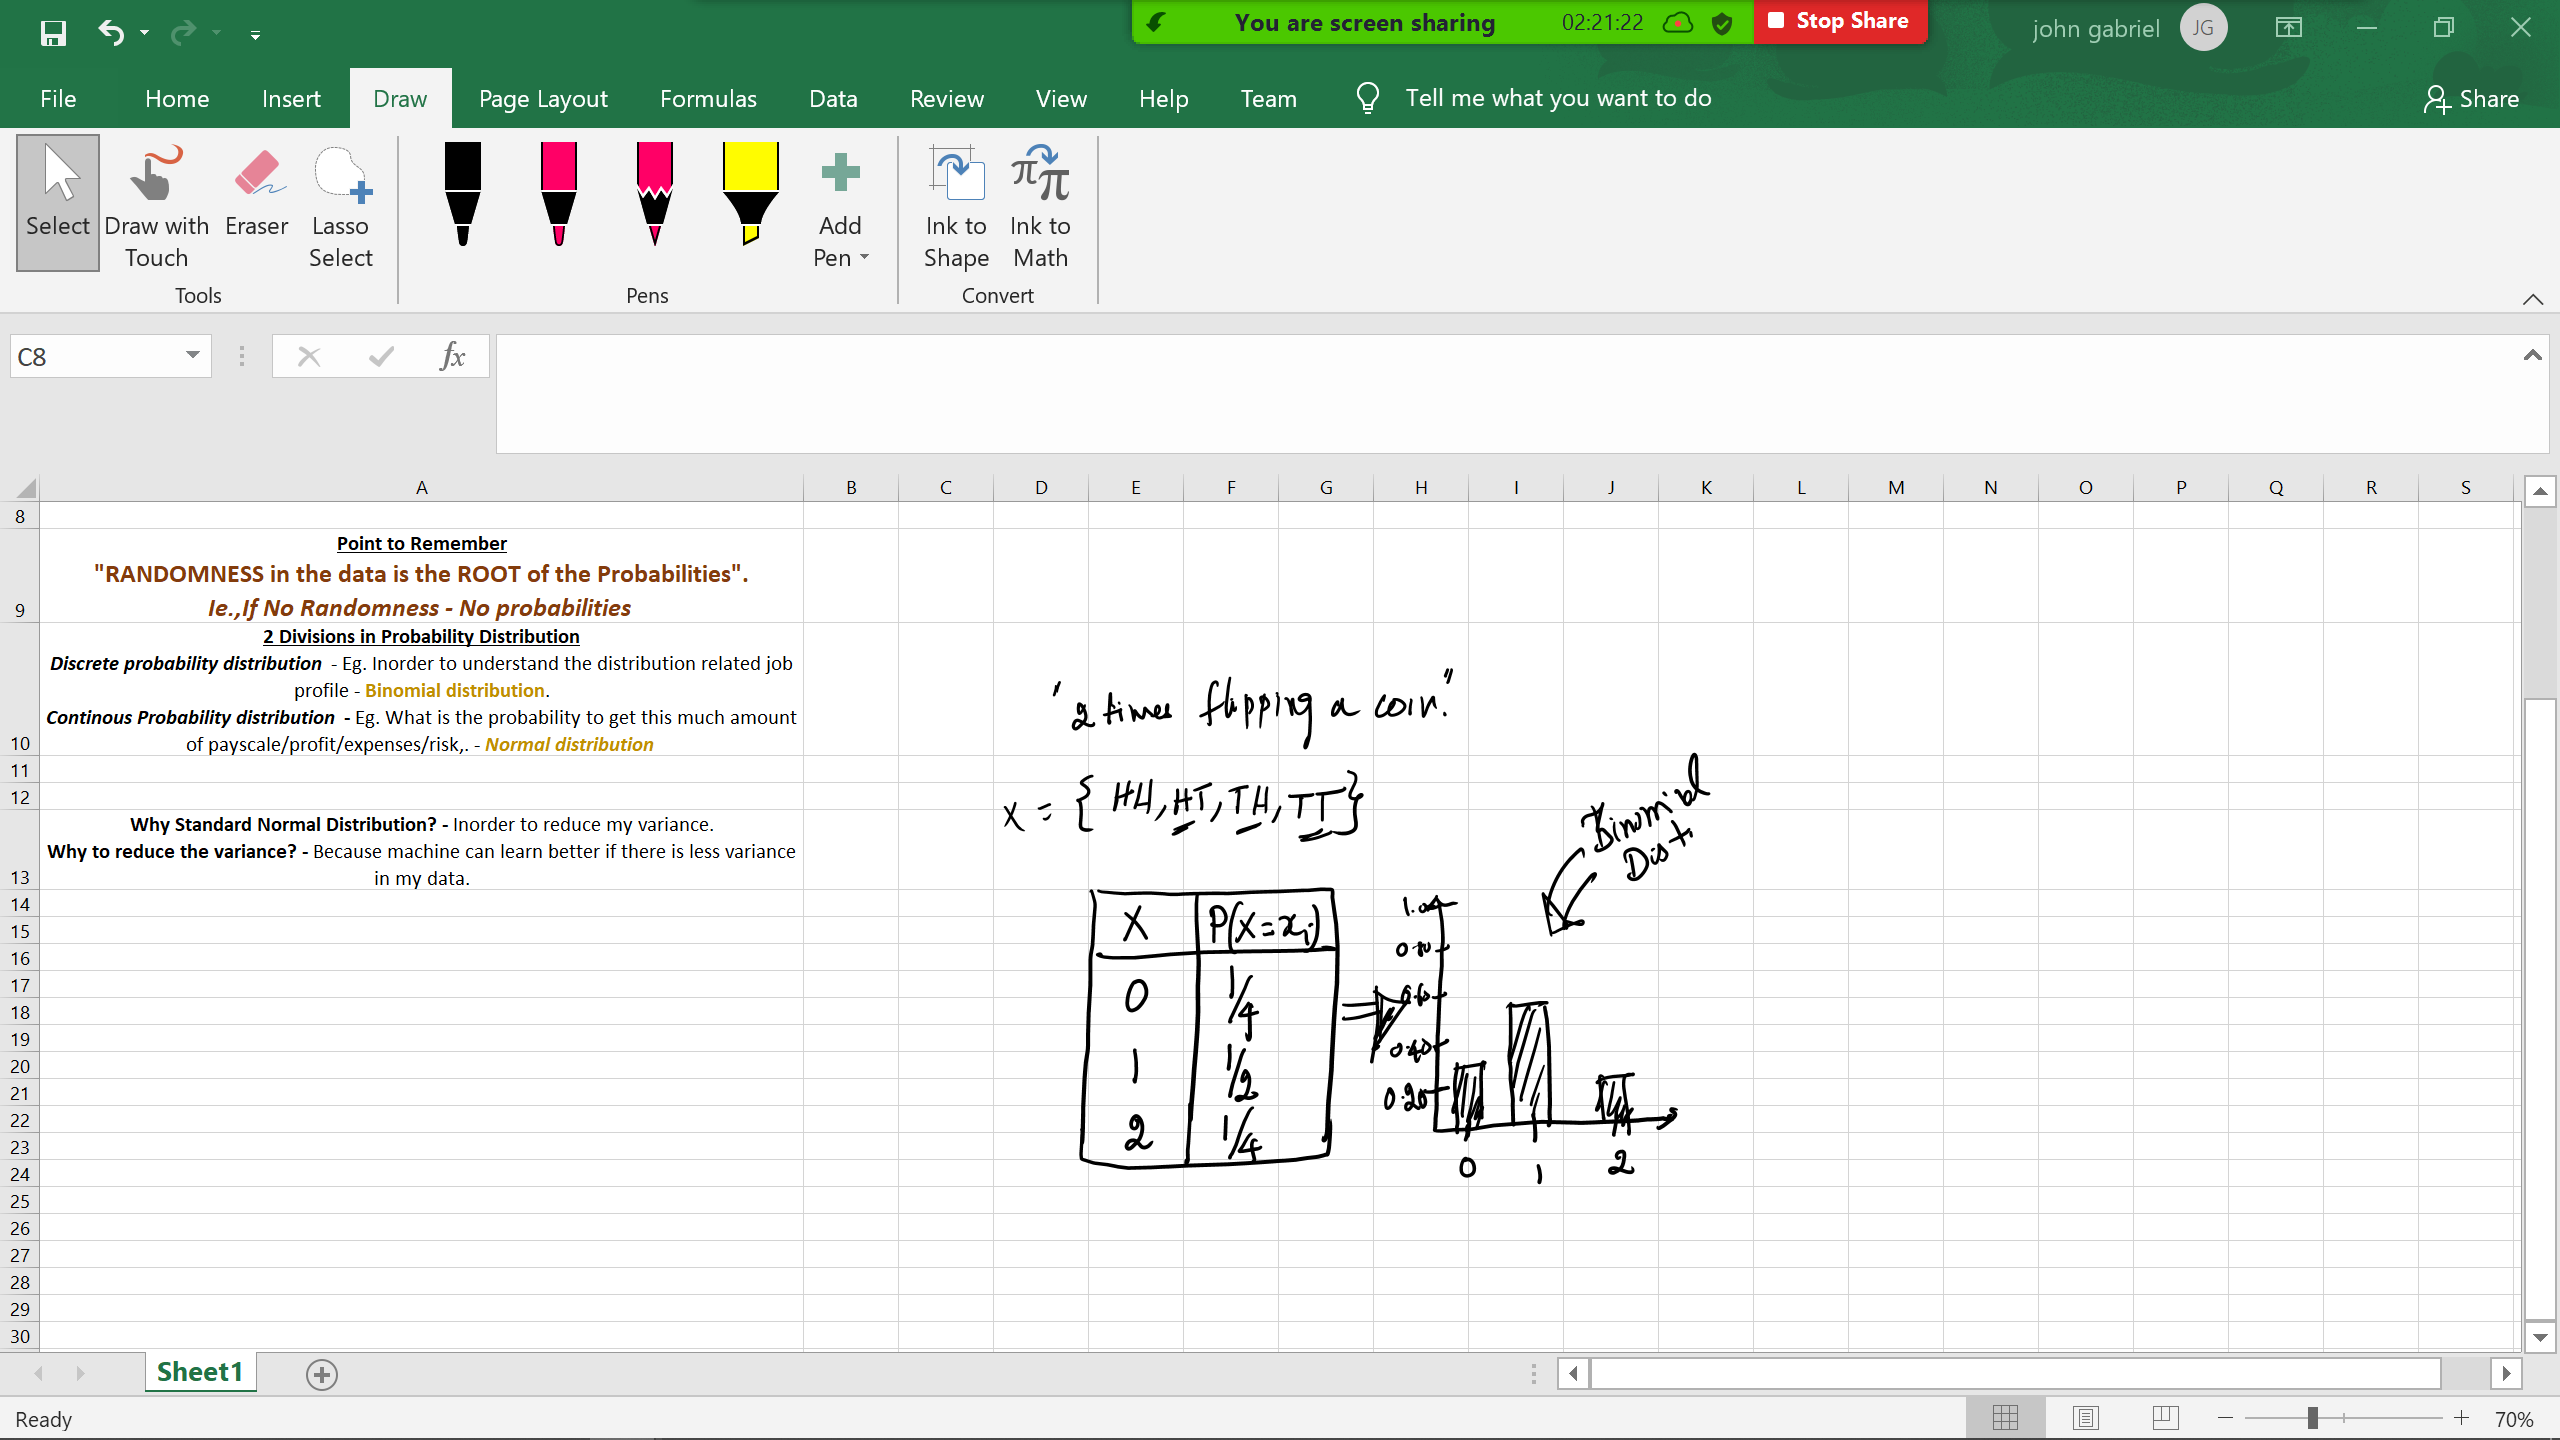 You are screen sharing 02:21:22 Stop Share
john gabriel JG
File Home Insert Draw Page Layout Formulas Data Review View Help Team Tell me what you want to do Share
Select Draw with Touch Eraser Lasso Select Add Pen Ink to Shape Ink to Math
Tools Pens Convert
C8 fx
A B C D E F G H I J K L M N O P Q R S
8
Point to Remember
"RANDOMNESS in the data is the ROOT of the Probabilities".
9 Ie.,If No Randomness - No probabilities
2 Divisions in Probability Distribution
Discrete probability distribution - Eg. Inorder to understand the distribution related job
profile - Binomial distribution.
Continous Probability distribution - Eg. What is the probability to get this much amount
10 of payscale/profit/expenses/risk,. - Normal distribution
11
12
Why Standard Normal Distribution? - Inorder to reduce my variance.
Why to reduce the variance? - Because machine can learn better if there is less variance
13 in my data.
14
15
16
17
18
19
20
21
22
23
24
25
26
27
28
29
30
"2 times flipping a coin."
X = { HH, HT, TH, TT }
Binomial
Dist
X P(X=xi)
0 1/4
1 1/2
2 1/4
1.00
0.80
0.60
0.40
0.20
0 1 2
Sheet1
Ready 70%